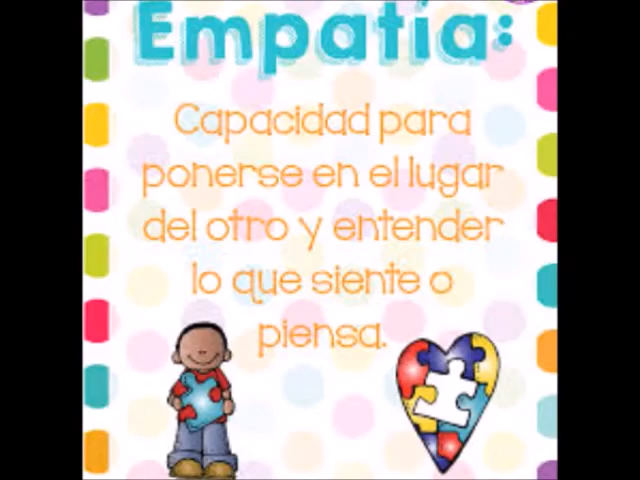 Empatía:
Capacidad para
ponerse en el lugar
del otro y entender
lo que siente o
piensa.